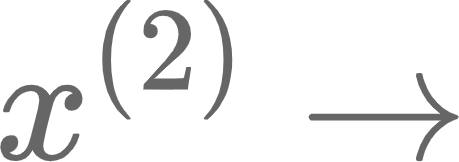 x⁽²⁾ →